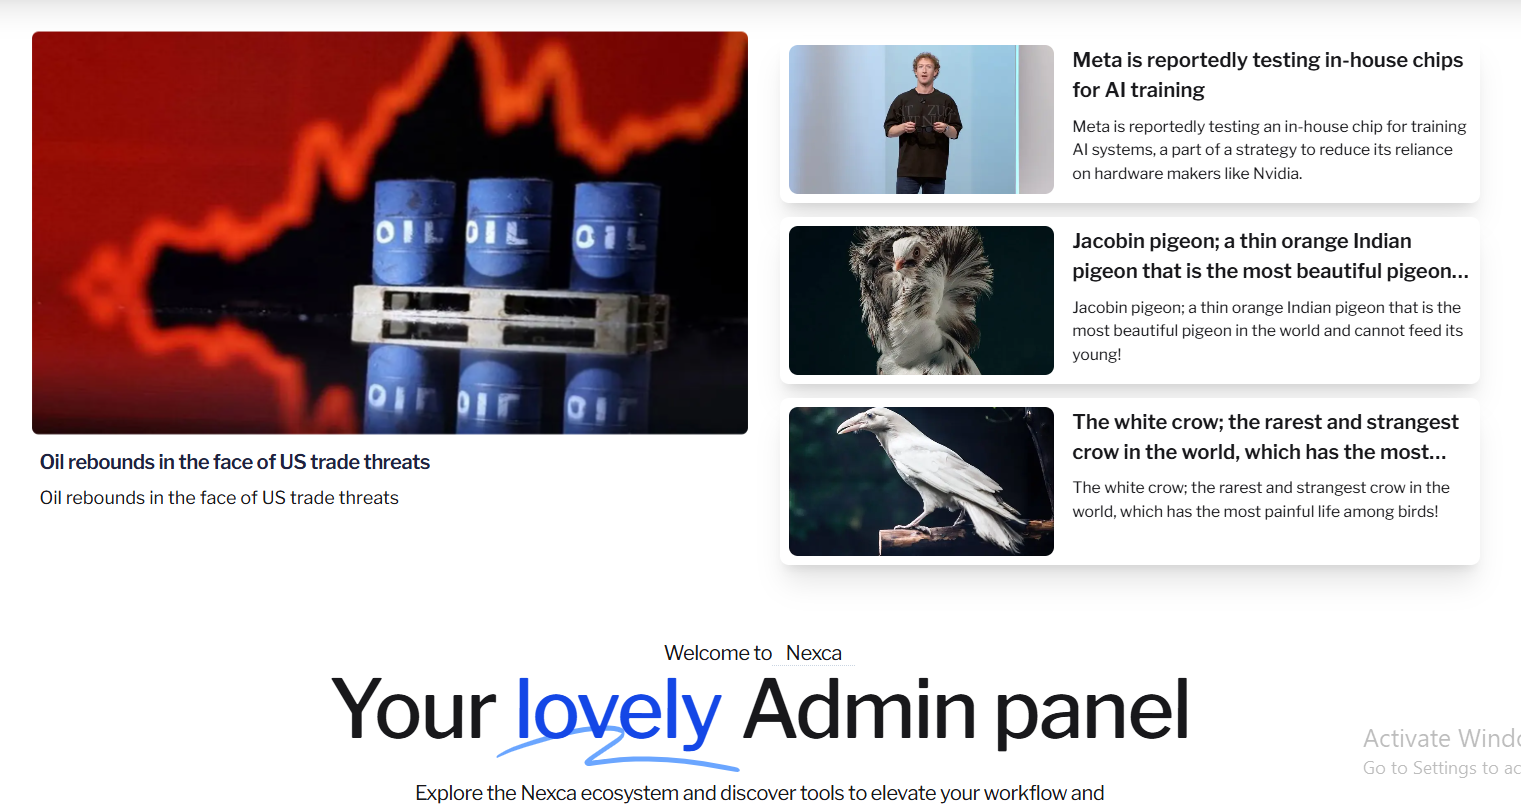 OIL OIL OIL
Oil rebounds in the face of US trade threats
Oil rebounds in the face of US trade threats
Meta is reportedly testing in-house chips
for AI training
Meta is reportedly testing an in-house chip for training
AI systems, a part of a strategy to reduce its reliance
on hardware makers like Nvidia.
Jacobin pigeon; a thin orange Indian
pigeon that is the most beautiful pigeon...
Jacobin pigeon; a thin orange Indian pigeon that is the
most beautiful pigeon in the world and cannot feed its
young!
The white crow; the rarest and strangest
crow in the world, which has the most...
The white crow; the rarest and strangest crow in the
world, which has the most painful life among birds!
Welcome to Nexca
Your lovely Admin panel
Explore the Nexca ecosystem and discover tools to elevate your workflow and
Activate Windo
Go to Settings to ac